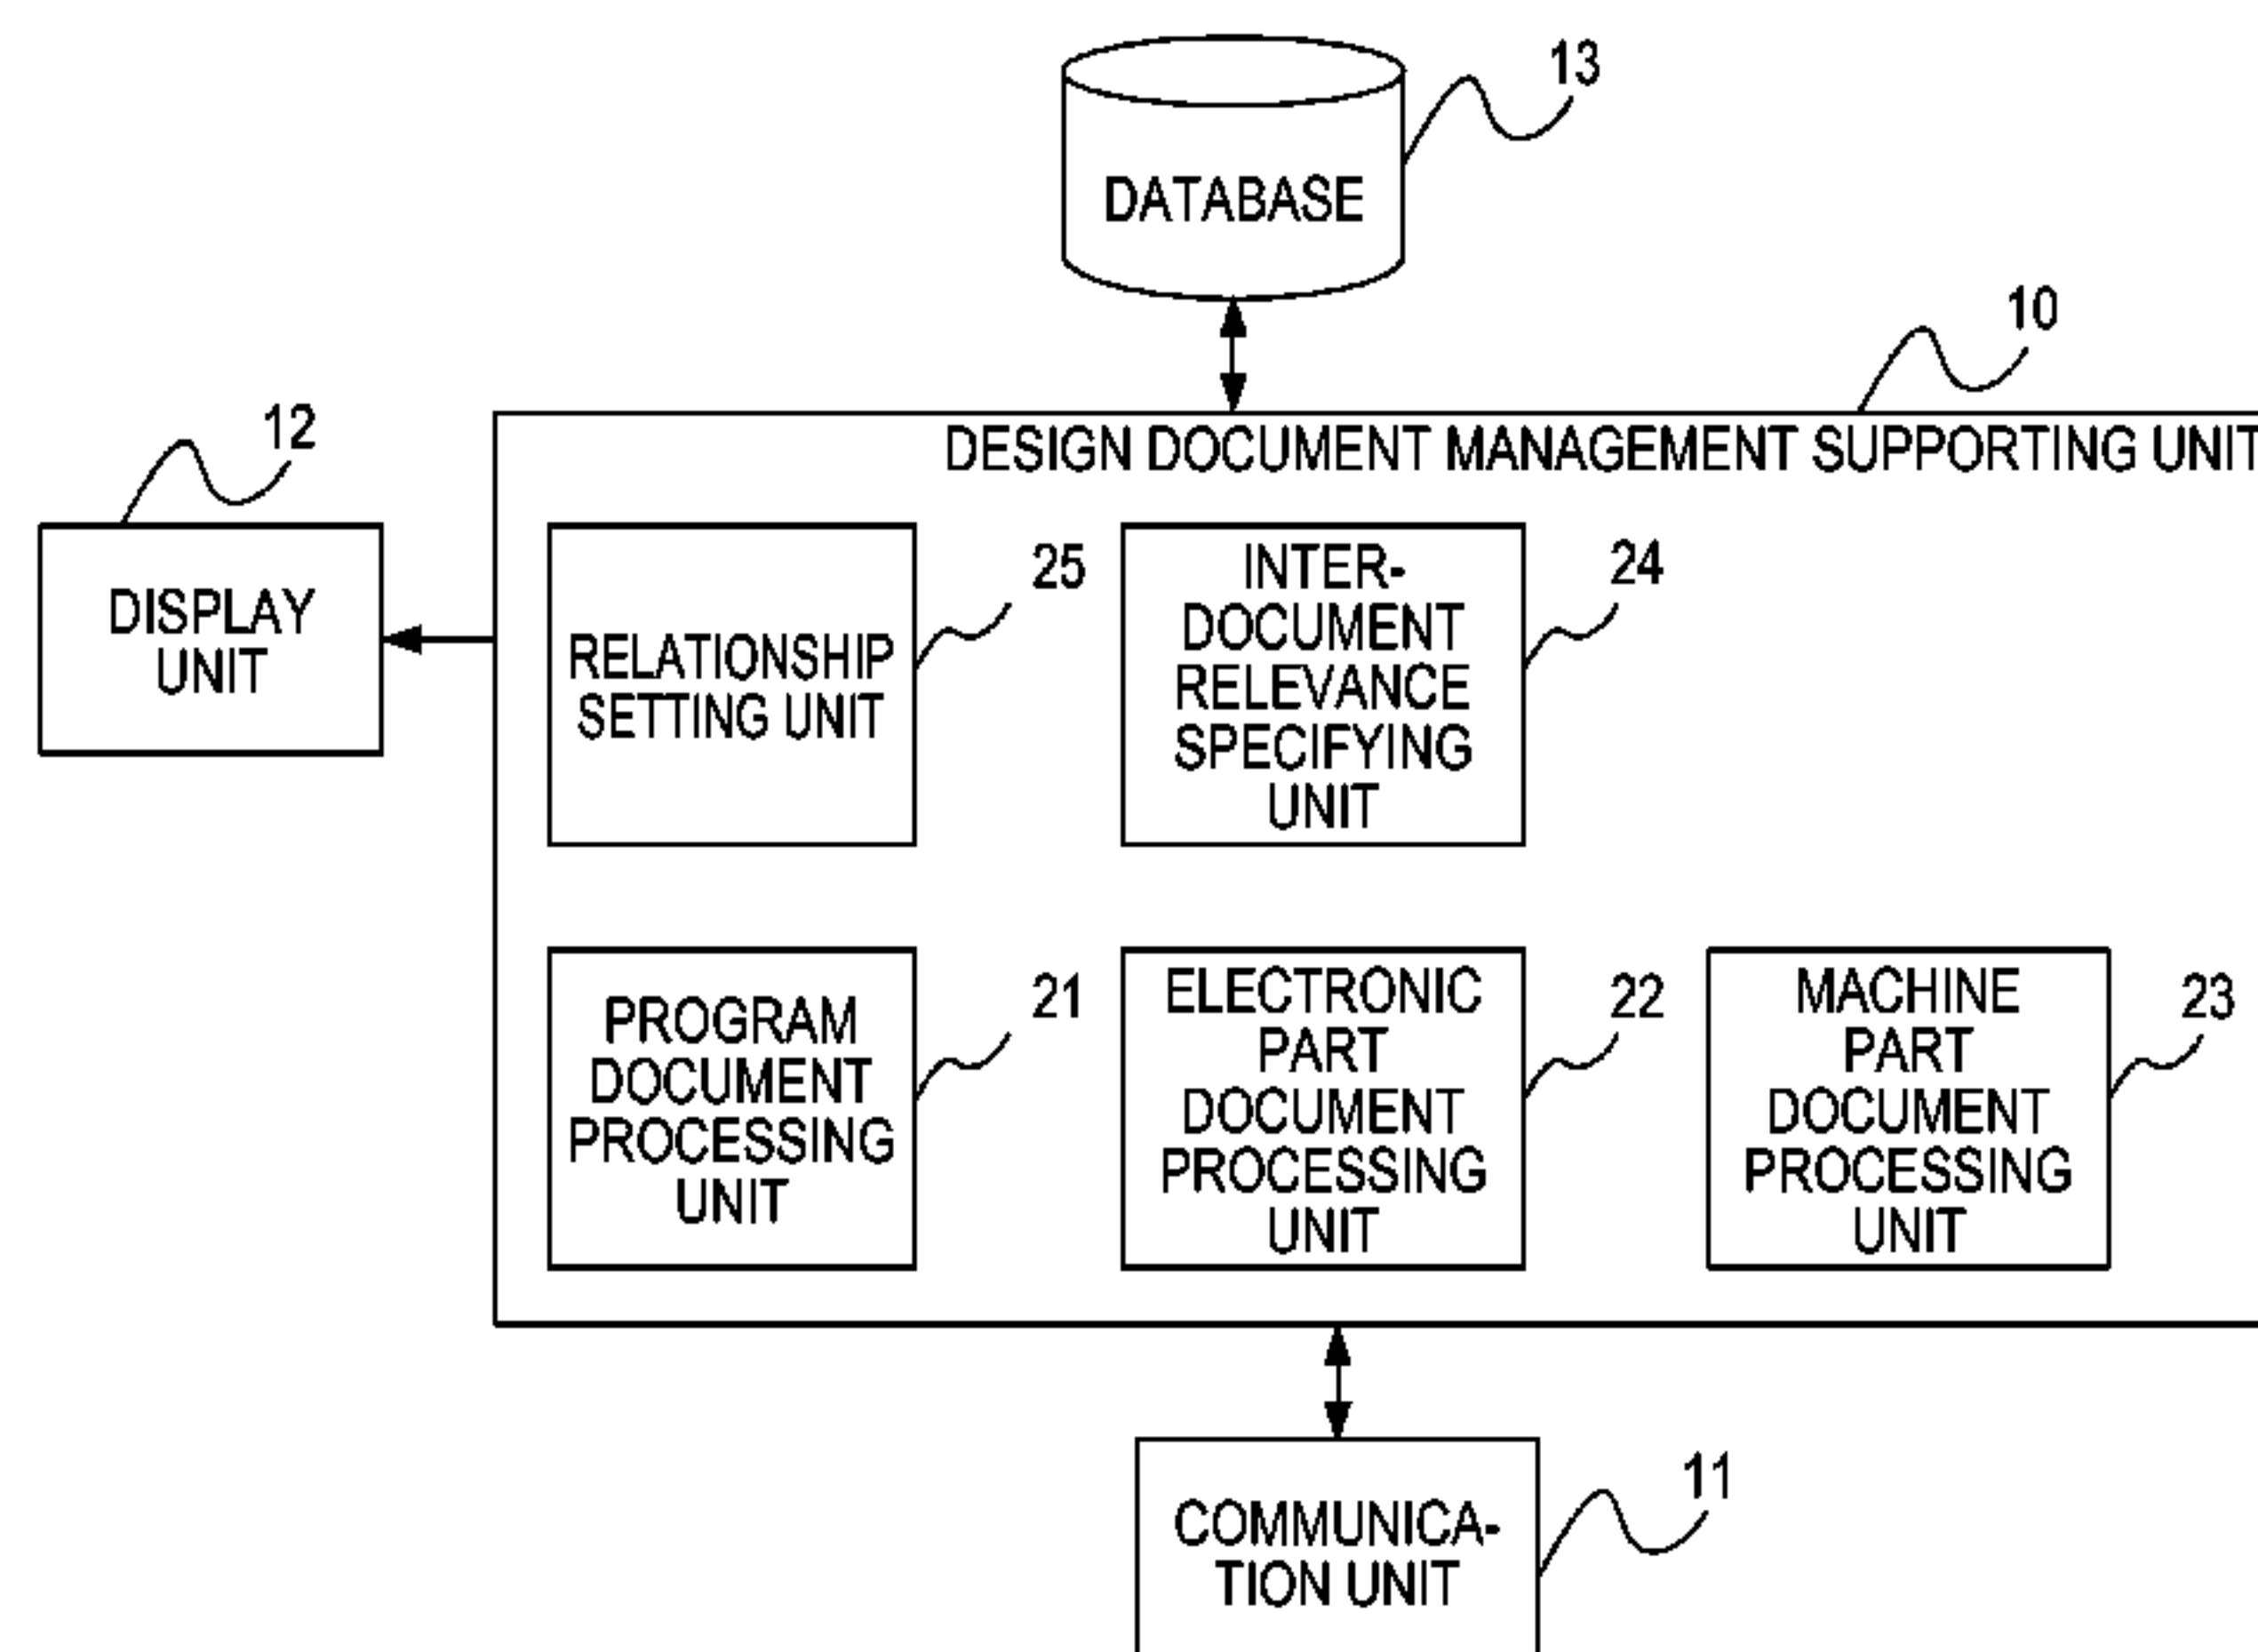 13
DATABASE
10
12
DESIGN DOCUMENT MANAGEMENT SUPPORTING UNIT
DISPLAY
UNIT
RELATIONSHIP
SETTING UNIT
25
INTER-
DOCUMENT
RELEVANCE
SPECIFYING
UNIT
24
PROGRAM
DOCUMENT
PROCESSING
UNIT
21
ELECTRONIC
PART
DOCUMENT
PROCESSING
UNIT
22
MACHINE
PART
DOCUMENT
PROCESSING
UNIT
23
COMMUNICA-
TION UNIT
11